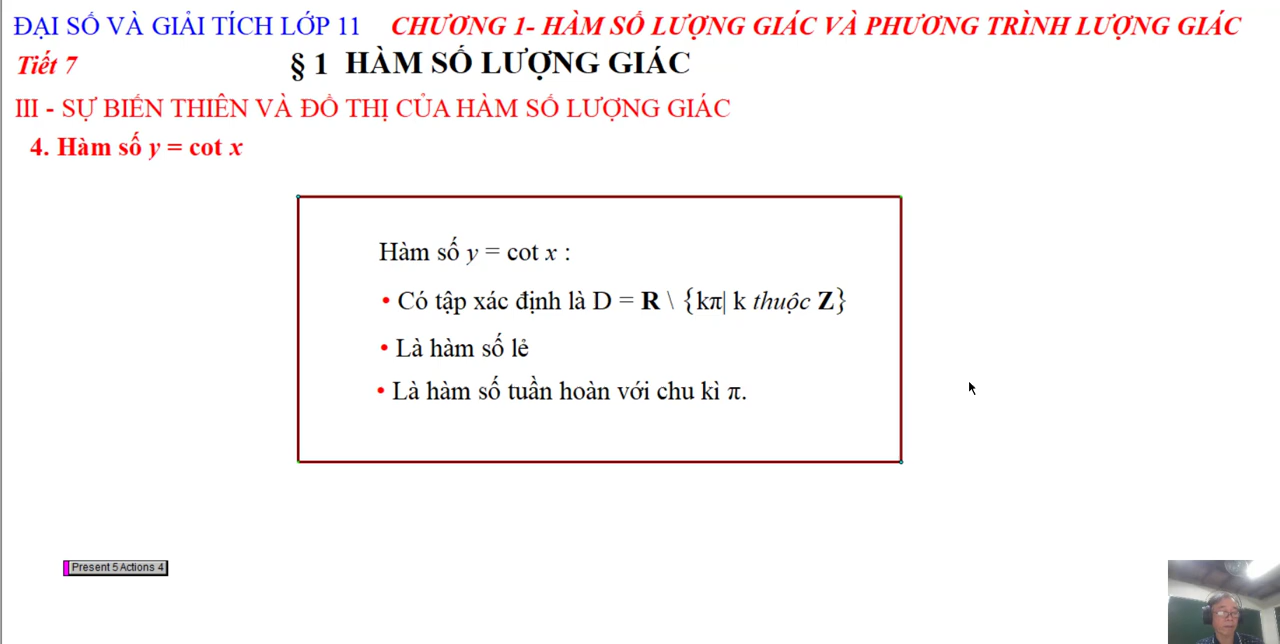 ĐẠI SỐ VÀ GIẢI TÍCH LỚP 11 CHƯƠNG 1- HÀM SỐ LƯỢNG GIÁC VÀ PHƯƠNG TRÌNH LƯỢNG GIÁC
Tiết 7 § 1 HÀM SỐ LƯỢNG GIÁC
III - SỰ BIẾN THIÊN VÀ ĐỒ THỊ CỦA HÀM SỐ LƯỢNG GIÁC
4. Hàm số y = cot x
Hàm số y = cot x :
• Có tập xác định là D = R \ {kπ| k thuộc Z}
• Là hàm số lẻ
• Là hàm số tuần hoàn với chu kì π.
Present 5 Actions 4